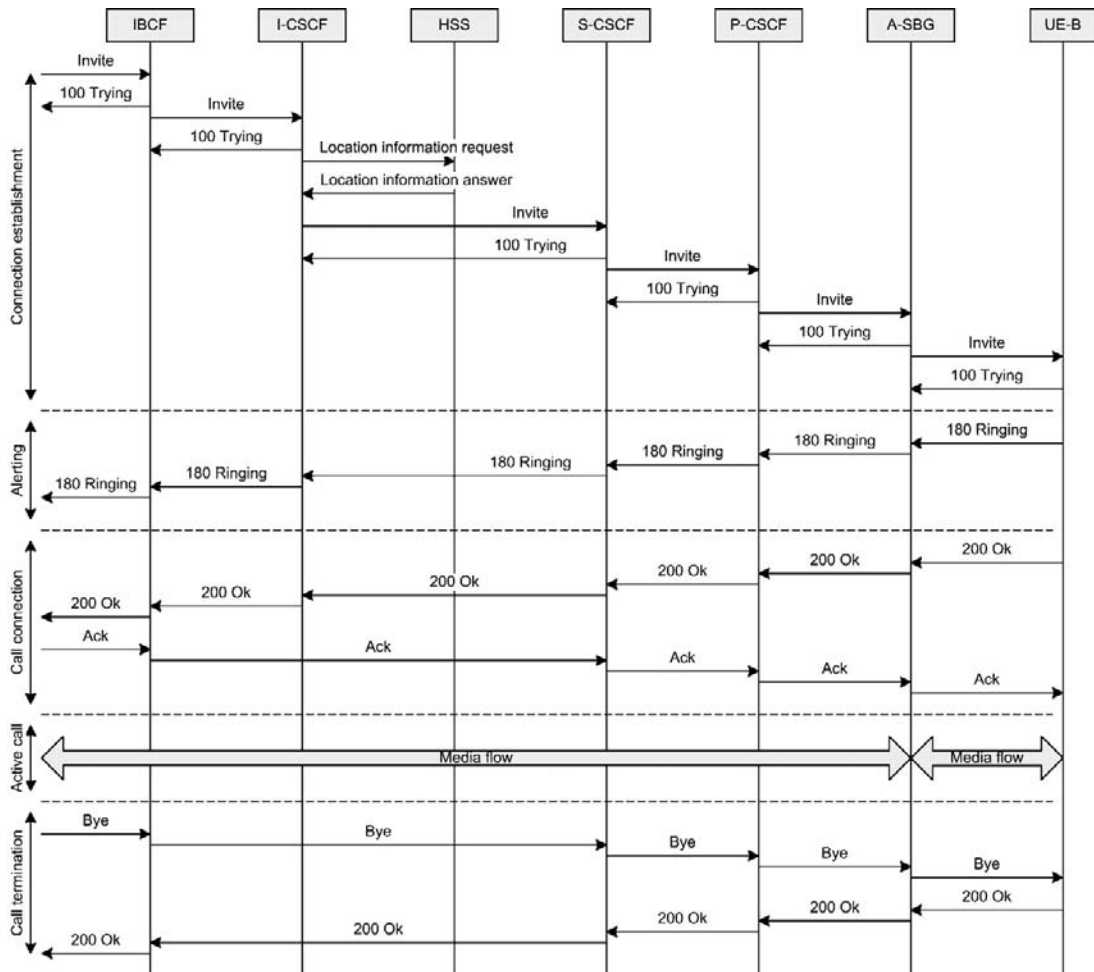 IBCF I-CSCF HSS S-CSCF P-CSCF A-SBG UE-B
Connection establishment
Invite
100 Trying
Invite
100 Trying
Location information request
Location information answer
Invite
100 Trying
Invite
100 Trying
Invite
100 Trying
Invite
100 Trying
Alerting
180 Ringing
180 Ringing
180 Ringing
180 Ringing
180 Ringing
180 Ringing
Call connection
200 Ok
200 Ok
200 Ok
200 Ok
200 Ok
200 Ok
Ack
Ack
Ack
Ack
Ack
Active call
Media flow Media flow
Call termination
Bye
Bye
Bye
Bye
Bye
200 Ok
200 Ok
200 Ok
200 Ok
200 Ok